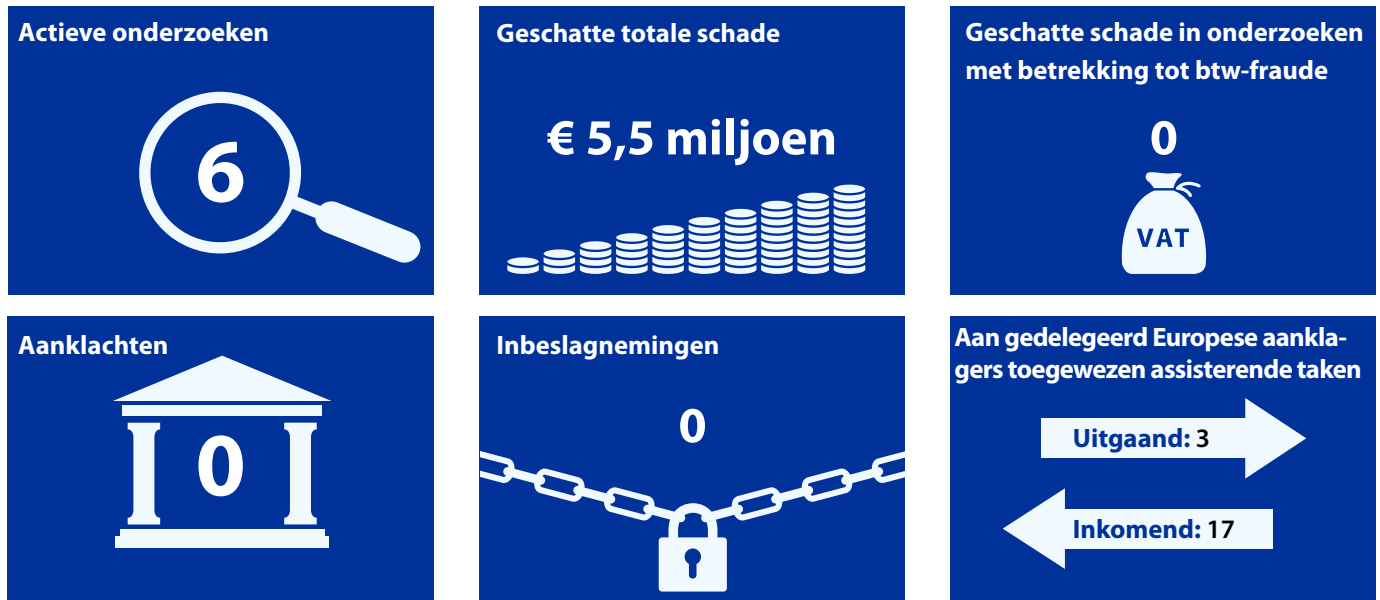 Actieve onderzoeken
6
Geschatte totale schade
€ 5,5 miljoen
Geschatte schade in onderzoeken
met betrekking tot btw-fraude
0
VAT
Aanklachten
0
Inbeslagnemingen
0
Aan gedelegeerd Europese aankla-
gers toegewezen assisterende taken
Uitgaand: 3
Inkomend: 17